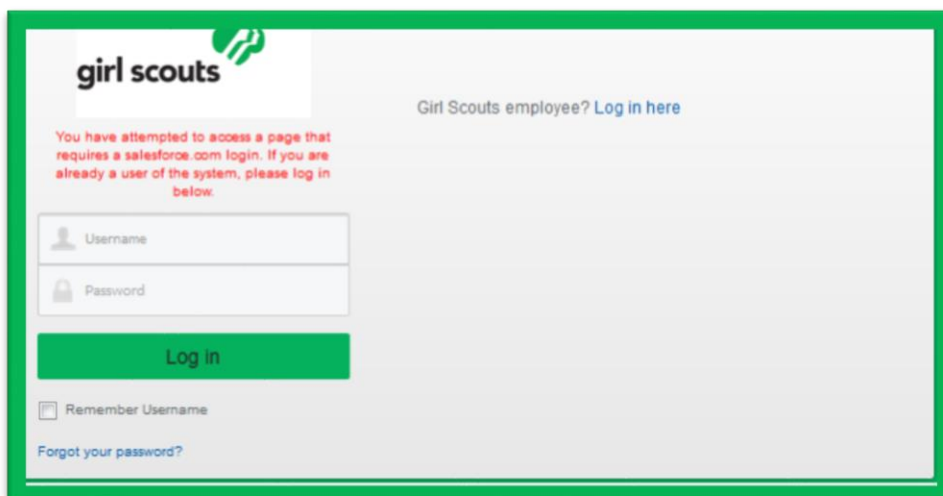 girl scouts
Girl Scouts employee? Log in here
You have attempted to access a page that
requires a salesforce.com login. If you are
already a user of the system, please log in
below.
Username
Password
Log in
Remember Username
Forgot your password?